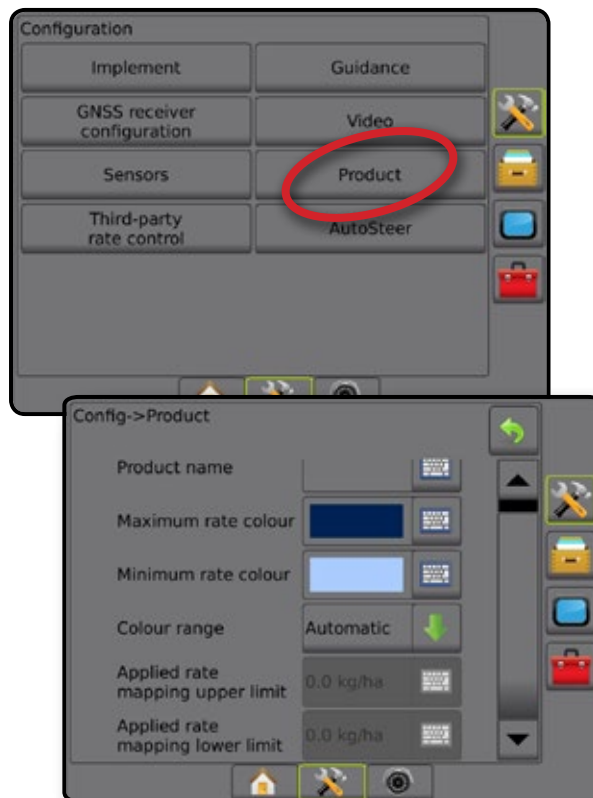 Configuration
Implement
Guidance
GNSS receiver
configuration
Video
Sensors
Product
Third-party
rate control
AutoSteer
Config->Product
Product name
Maximum rate colour
Minimum rate colour
Colour range
Automatic
Applied rate
mapping upper limit
0.0 kg/ha
Applied rate
mapping lower limit
0.0 kg/ha